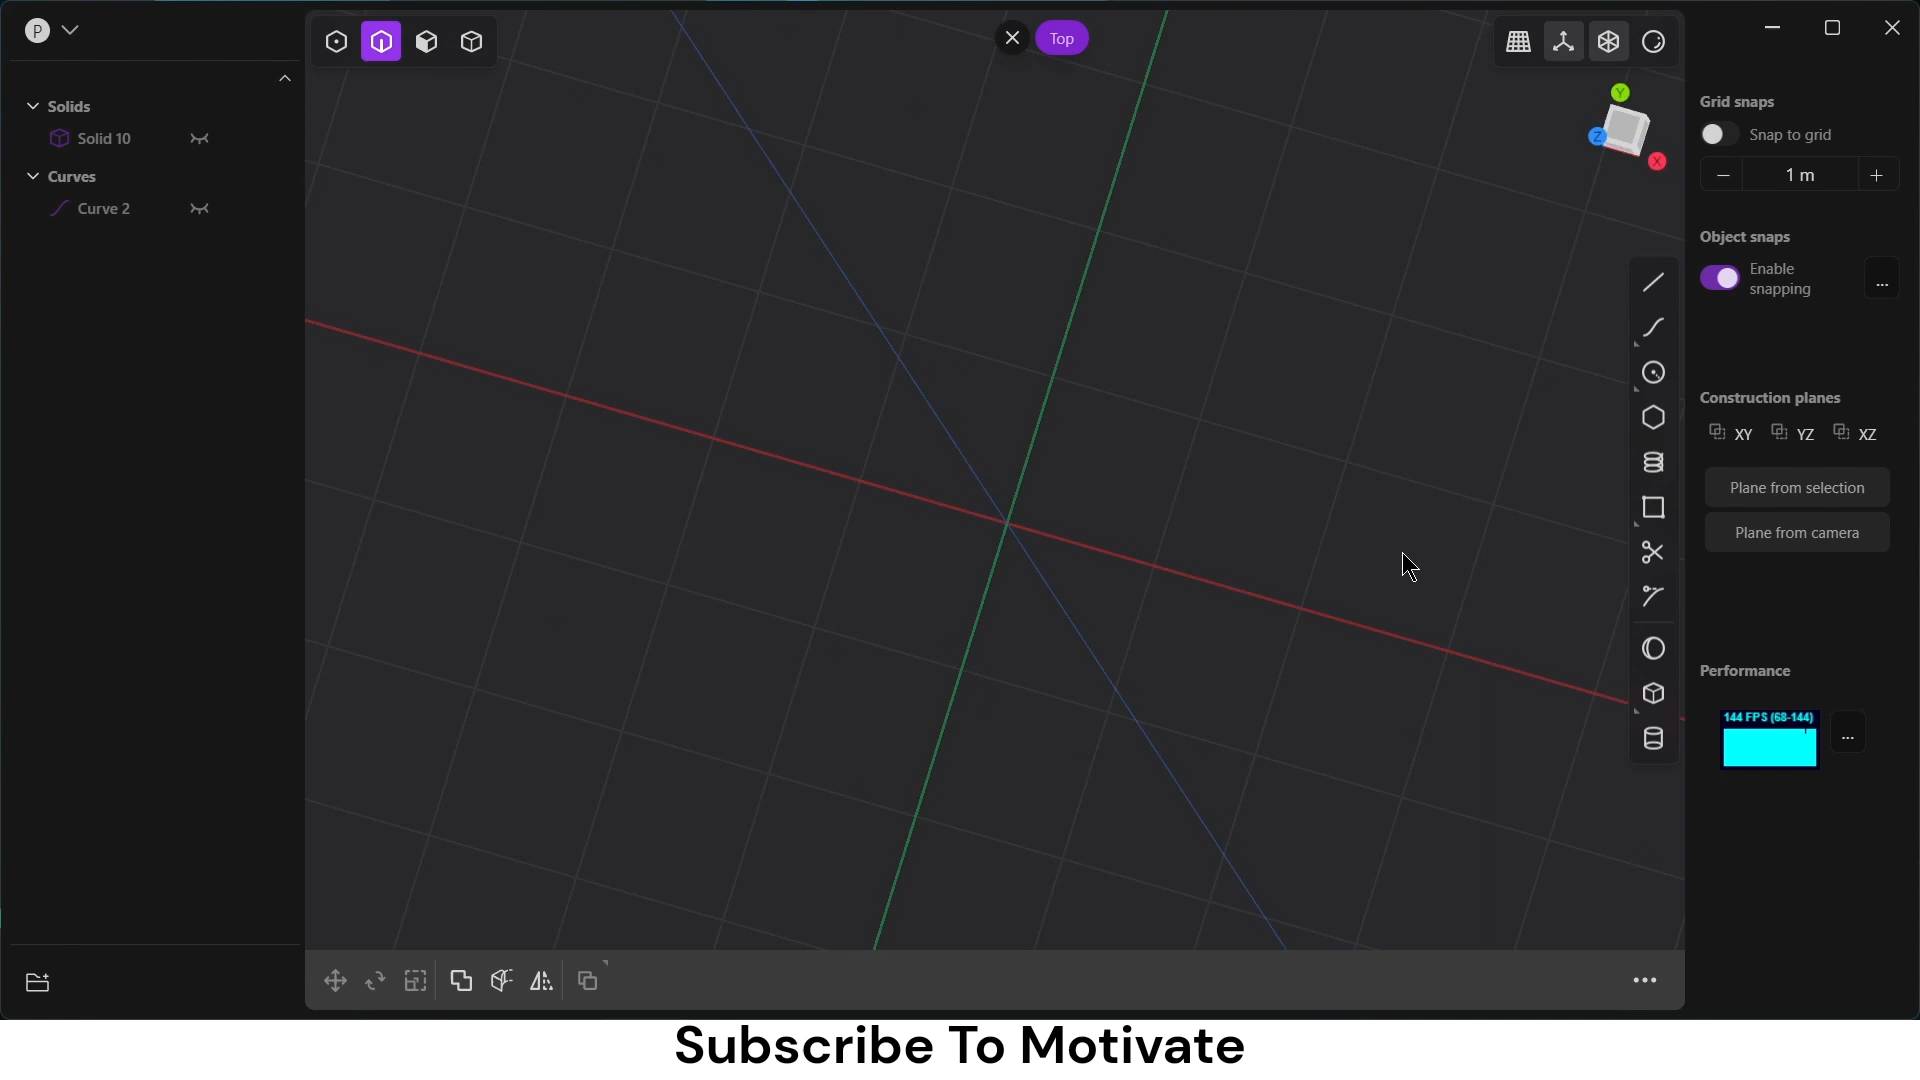 P
Top
Solids
Solid 10
Curves
Curve 2
Y
Z
X
Grid snaps
Snap to grid
1 m
Object snaps
Enable
snapping
...
Construction planes
XY YZ XZ
Plane from selection
Plane from camera
Performance
144 FPS (68-144)
...
Subscribe To Motivate